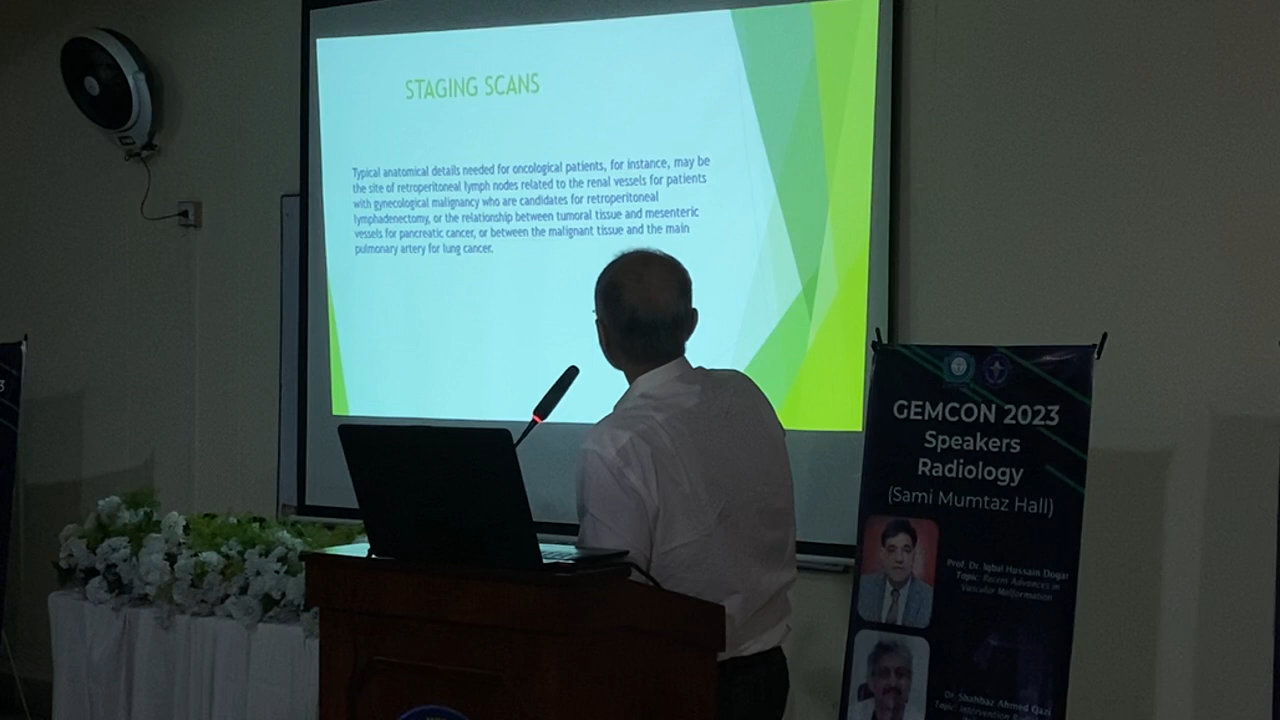 STAGING SCANS
Typical anatomical details needed for oncological patients, for instance, may be
the site of retroperitoneal lymph nodes related to the renal vessels for patients
with gynecological malignancy who are candidates for retroperitoneal
lymphadenectomy, or the relationship between tumoral tissue and mesenteric
vessels for pancreatic cancer, or between the malignant tissue and the main
pulmonary artery for lung cancer.
3
GEMCON 2023
Speakers
Radiology
(Sami Mumtaz Hall)
Prof. Dr. Iqbal Hussain Dogar
Topic: Recent Advances in
Vascular Malformation
Dr. Shahbaz Ahmed Qazi
Topic: Intervention